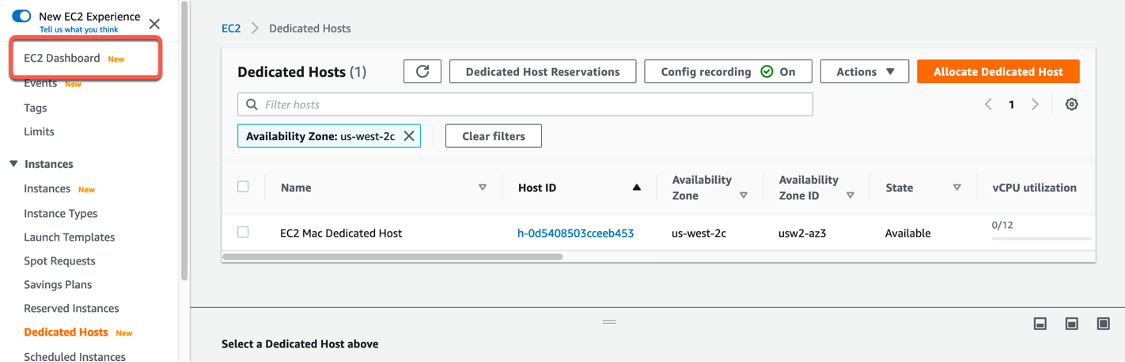 New EC2 Experience
Tell us what you think
EC2 Dashboard New
Events New
Tags
Limits
Instances
Instances New
Instance Types
Launch Templates
Spot Requests
Savings Plans
Reserved Instances
Dedicated Hosts New
Scheduled Instances
EC2 > Dedicated Hosts
Dedicated Hosts (1)
Dedicated Host Reservations
Config recording On
Actions
Allocate Dedicated Host
Filter hosts
1
Availability Zone: us-west-2c
Clear filters
Name
Host ID
Availability
Zone
Availability
Zone ID
State
vCPU utilization
EC2 Mac Dedicated Host
h-0d5408503cceeb453
us-west-2c
usw2-az3
Available
0/12
Select a Dedicated Host above